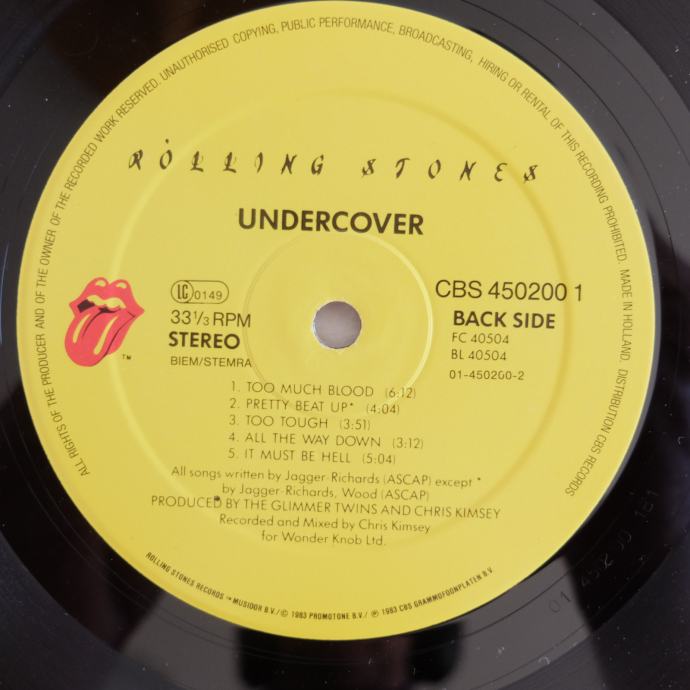 ALL RIGHTS OF THE PRODUCER AND OF THE OWNER OF THE RECORDED WORK RESERVED. UNAUTHORISED COPYING, PUBLIC PERFORMANCE, BROADCASTING, HIRING OR RENTAL OF THIS RECORDING PROHIBITED. MADE IN HOLLAND. DISTRIBUTION CBS RECORDS
ROLLING STONES
UNDERCOVER
LC 0149
CBS 450200 1
33⅓ RPM
BACK SIDE
STEREO
FC 40504
BIEM/STEMRA
BL 40504
01-450200-2
TM
1. TOO MUCH BLOOD (6:12)
2. PRETTY BEAT UP* (4:04)
3. TOO TOUGH (3:51)
4. ALL THE WAY DOWN (3:12)
5. IT MUST BE HELL (5:04)
All songs written by Jagger-Richards (ASCAP) except *
by Jagger-Richards, Wood (ASCAP)
PRODUCED BY THE GLIMMER TWINS AND CHRIS KIMSEY
Recorded and Mixed by Chris Kimsey
for Wonder Knob Ltd.
ROLLING STONES RECORDS ™ MUSIDOR B.V./© 1983 PROMOTONE B.V./ ℗ 1983 CBS GRAMMOFOONPLATEN B.V.